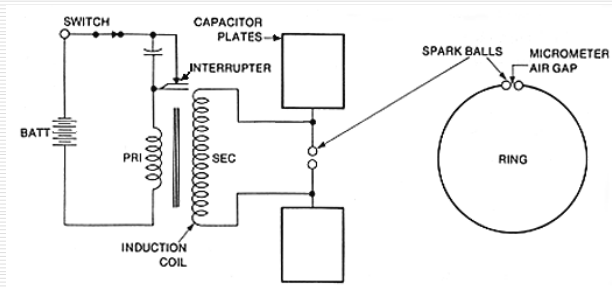 SWITCH
CAPACITOR
PLATES
SPARK BALLS
MICROMETER
AIR GAP
INTERRUPTER
BATT
PRI
SEC
RING
INDUCTION
COIL